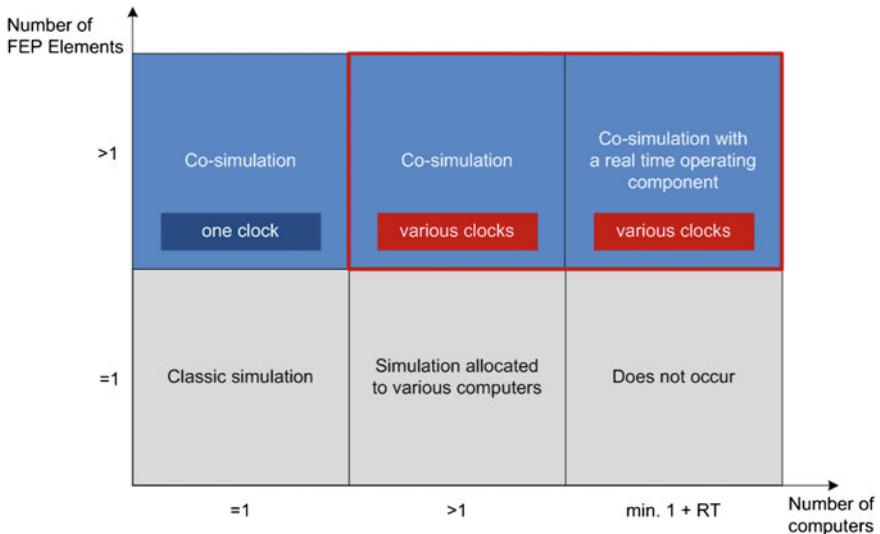 Number of
FEP Elements
>1
Co-simulation
one clock
Co-simulation
various clocks
Co-simulation with
a real time operating
component
various clocks
=1
Classic simulation
Simulation allocated
to various computers
Does not occur
=1
>1
min. 1 + RT
Number of
computers